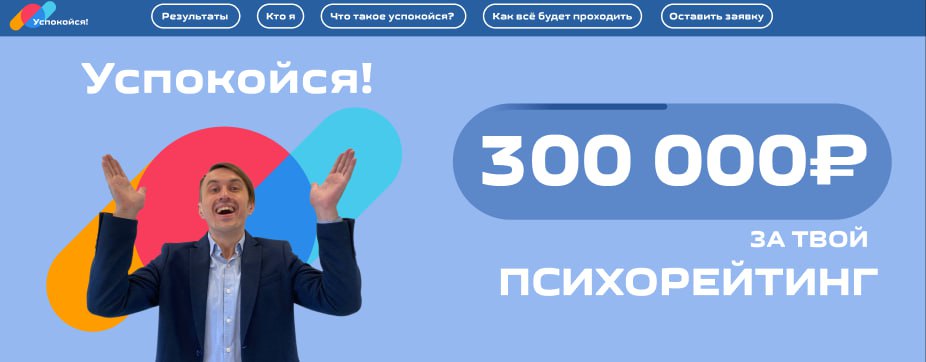 Успокойся!
Результаты
Кто я
Что такое успокойся?
Как всё будет проходить
Оставить заявку
Успокойся!
300 000₽
ЗА ТВОЙ
ПСИХОРЕЙТИНГ